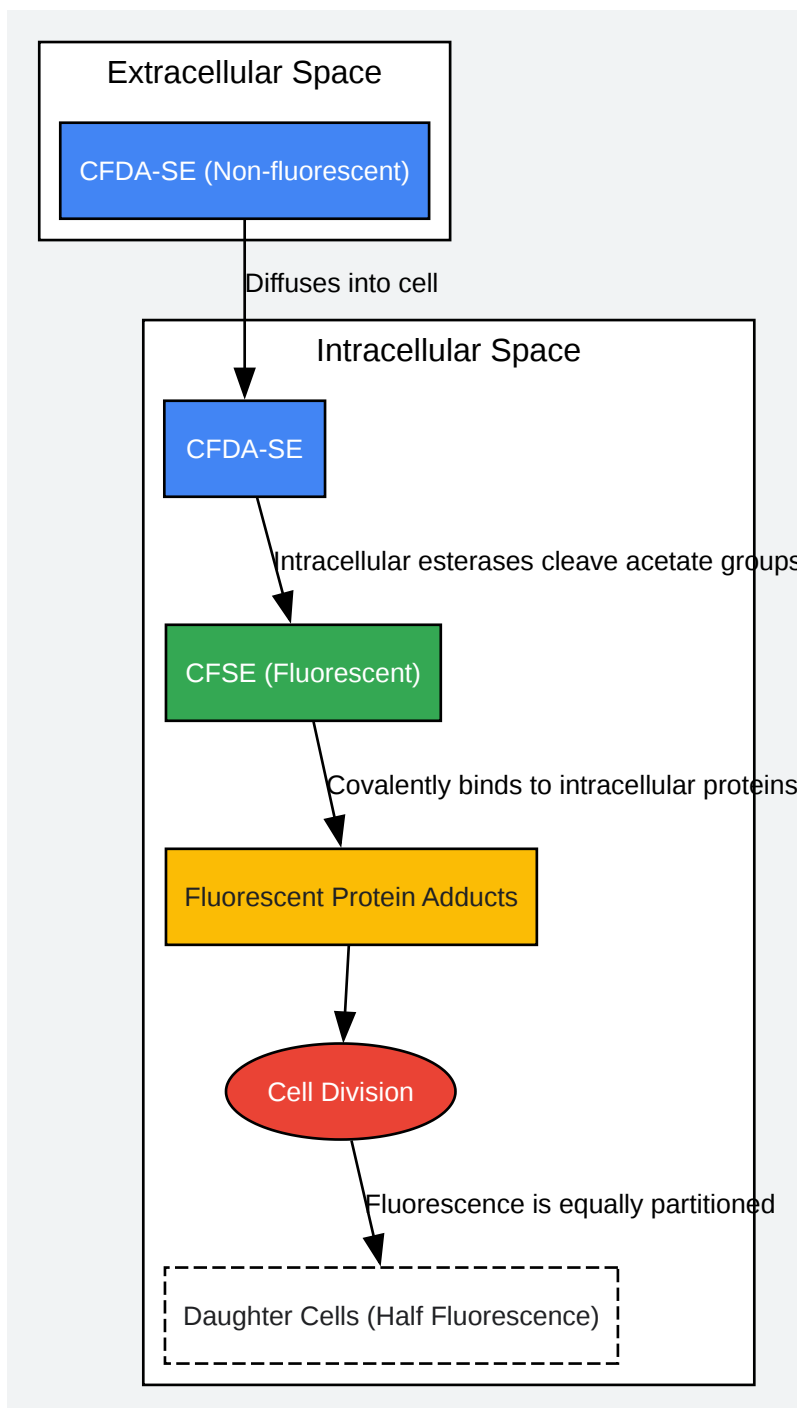 Extracellular Space
CFDA-SE (Non-fluorescent)
Diffuses into cell
Intracellular Space
CFDA-SE
Intracellular esterases cleave acetate groups
CFSE (Fluorescent)
Covalently binds to intracellular proteins
Fluorescent Protein Adducts
Cell Division
Fluorescence is equally partitioned
Daughter Cells (Half Fluorescence)